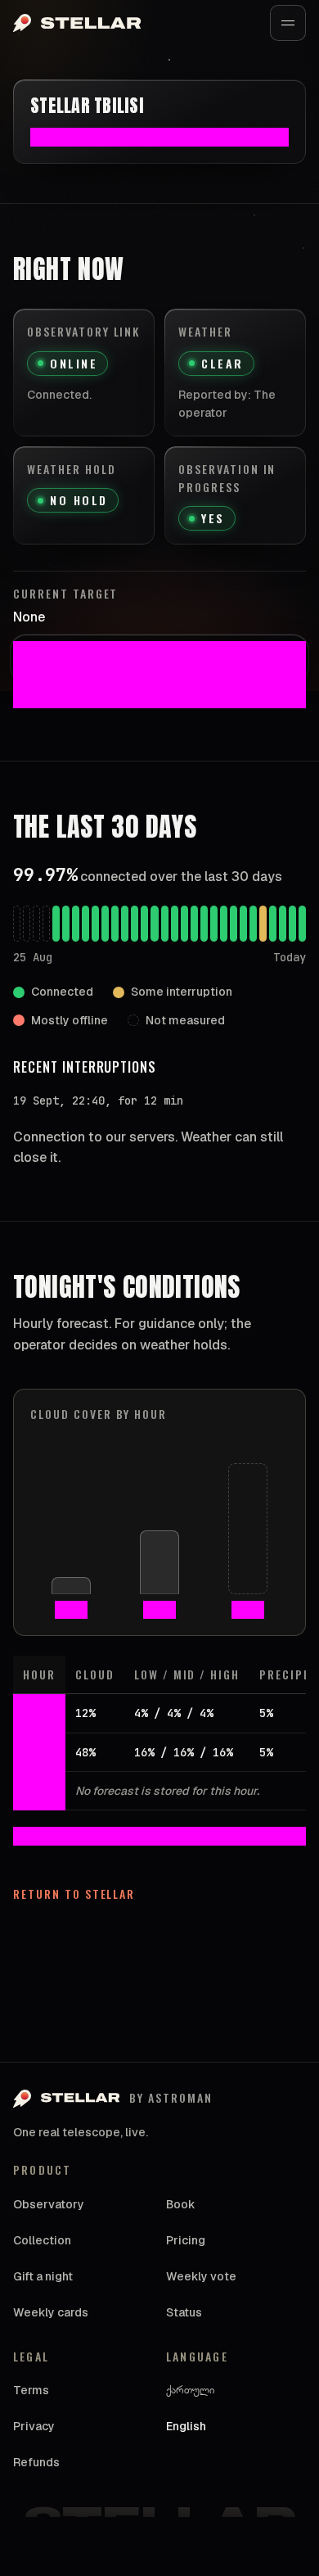 STELLAR
STELLAR TBILISI
RIGHT NOW
OBSERVATORY LINK
ONLINE
Connected.
WEATHER
CLEAR
Reported by: The
operator
WEATHER HOLD
NO HOLD
OBSERVATION IN
PROGRESS
YES
CURRENT TARGET
None
THE LAST 30 DAYS
99.97% connected over the last 30 days
25 Aug Today
Connected Some interruption
Mostly offline Not measured
RECENT INTERRUPTIONS
19 Sept, 22:40, for 12 min
Connection to our servers. Weather can still
close it.
TONIGHT'S CONDITIONS
Hourly forecast. For guidance only; the
operator decides on weather holds.
CLOUD COVER BY HOUR
HOUR CLOUD LOW / MID / HIGH PRECIPI
12% 4% / 4% / 4% 5%
48% 16% / 16% / 16% 5%
No forecast is stored for this hour.
RETURN TO STELLAR
STELLAR BY ASTROMAN
One real telescope, live.
PRODUCT
Observatory Book
Collection Pricing
Gift a night Weekly vote
Weekly cards Status
LEGAL LANGUAGE
Terms ქართული
Privacy English
Refunds
STELLAR